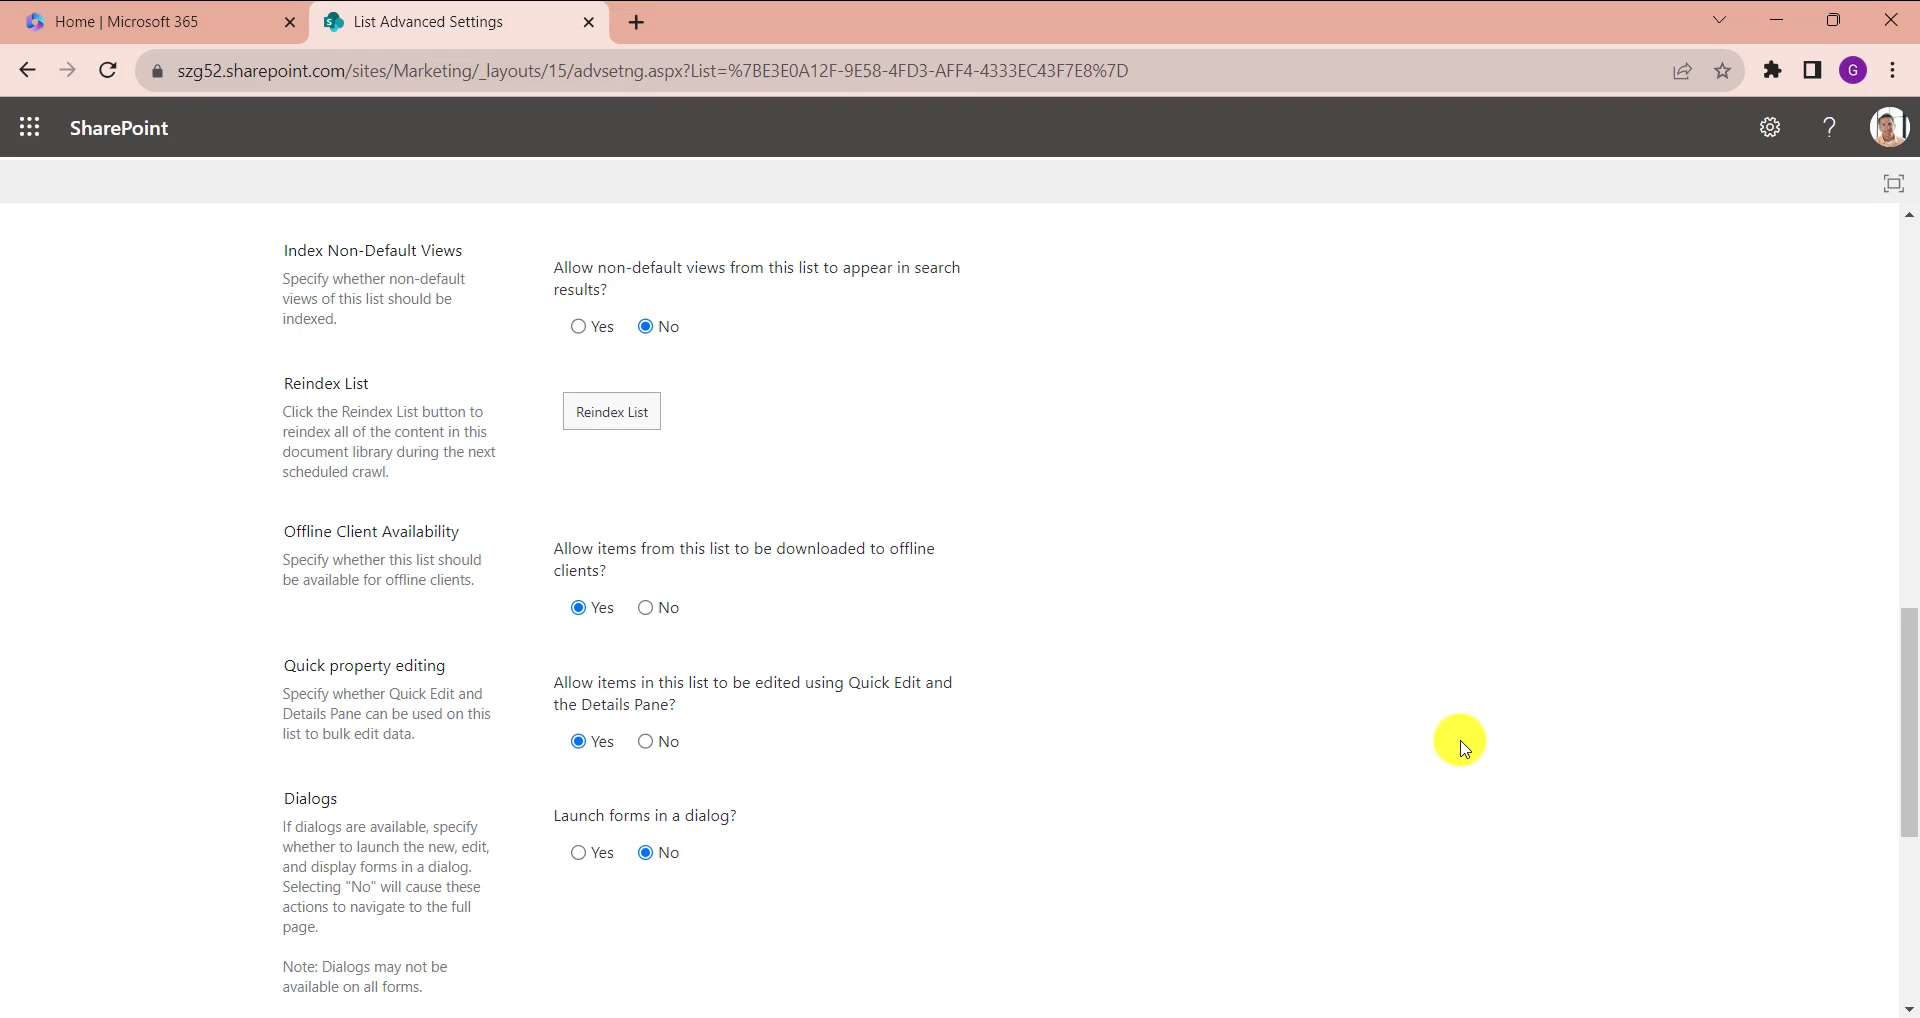 Home | Microsoft 365
List Advanced Settings
szg52.sharepoint.com/sites/Marketing/_layouts/15/advsetng.aspx?List=%7BE3E0A12F-9E58-4FD3-AFF4-4333EC43F7E8%7D
G
SharePoint
Index Non-Default Views
Specify whether non-default
views of this list should be
indexed.
Allow non-default views from this list to appear in search
results?
Yes No
Reindex List
Click the Reindex List button to
reindex all of the content in this
document library during the next
scheduled crawl.
Reindex List
Offline Client Availability
Specify whether this list should
be available for offline clients.
Allow items from this list to be downloaded to offline
clients?
Yes No
Quick property editing
Specify whether Quick Edit and
Details Pane can be used on this
list to bulk edit data.
Allow items in this list to be edited using Quick Edit and
the Details Pane?
Yes No
Dialogs
If dialogs are available, specify
whether to launch the new, edit,
and display forms in a dialog.
Selecting "No" will cause these
actions to navigate to the full
page.
Note: Dialogs may not be
available on all forms.
Launch forms in a dialog?
Yes No